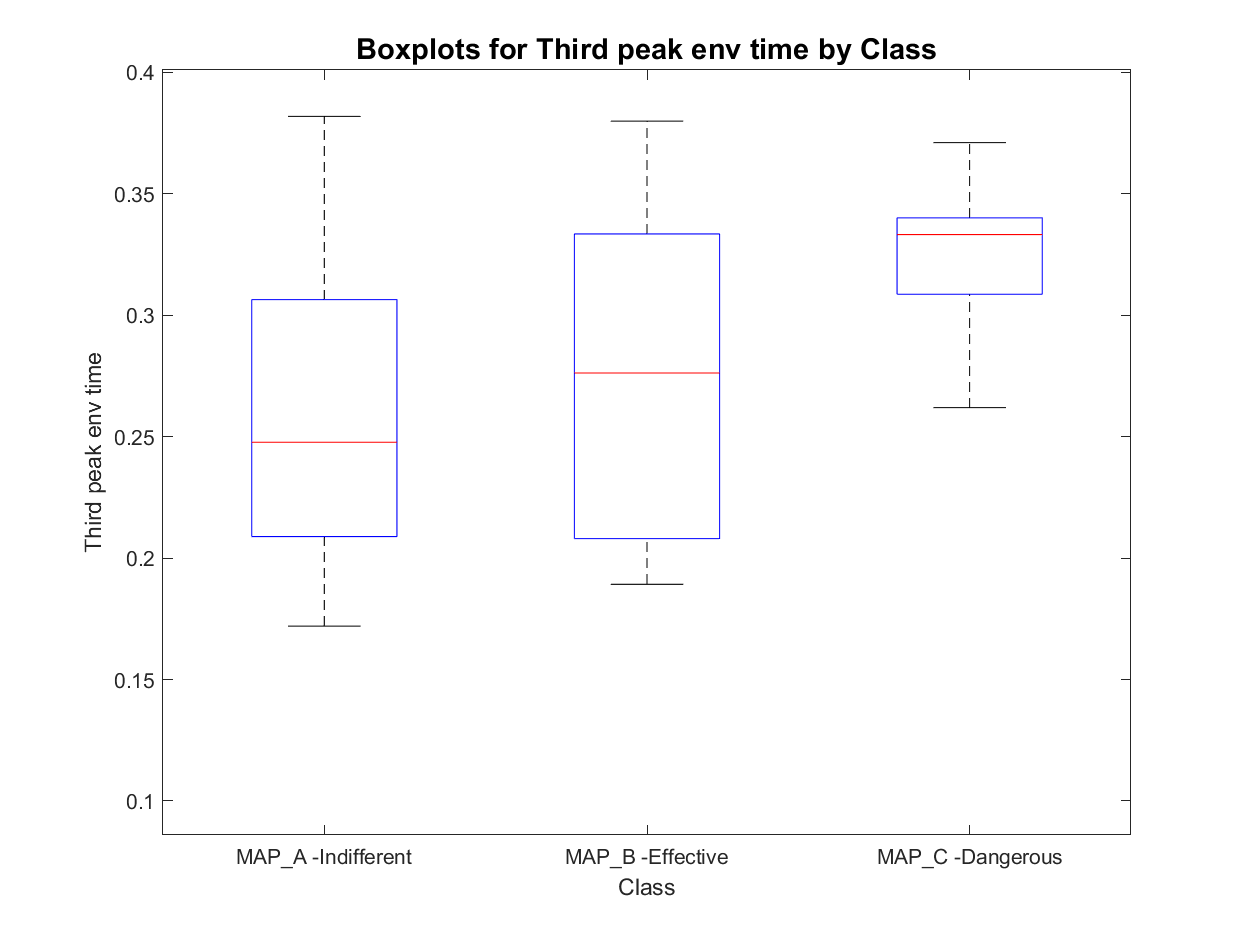 Boxplots for Third peak env time by Class
0.4
0.35
0.3
0.25
0.2
0.15
0.1
Third peak env time
MAP_A -Indifferent
MAP_B -Effective
MAP_C -Dangerous
Class